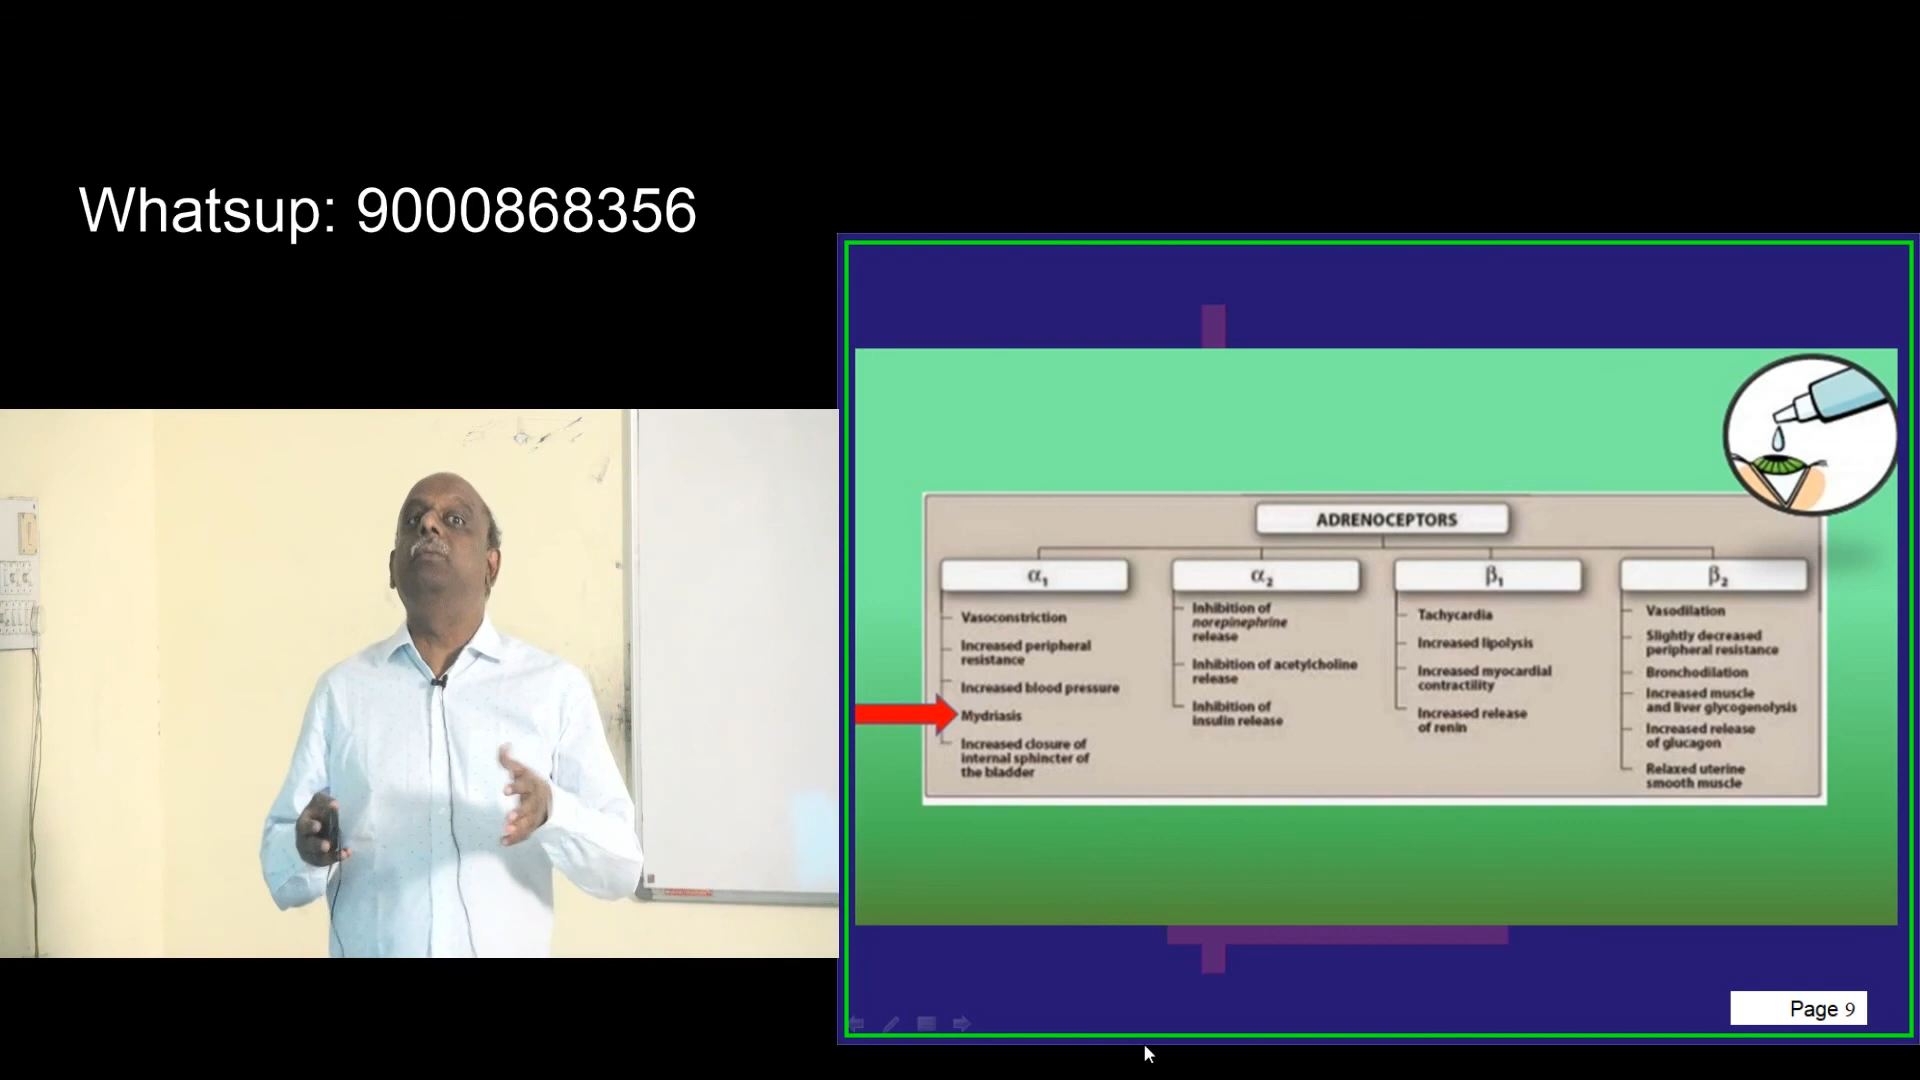 Whatsup: 9000868356
ADRENOCEPTORS
α₁
Vasoconstriction
Increased peripheral
resistance
Increased blood pressure
Mydriasis
Increased closure of
internal sphincter of
the bladder
α₂
Inhibition of
norepinephrine
release
Inhibition of acetylcholine
release
Inhibition of
insulin release
β₁
Tachycardia
Increased lipolysis
Increased myocardial
contractility
Increased release
of renin
β₂
Vasodilation
Slightly decreased
peripheral resistance
Bronchodilation
Increased muscle
and liver glycogenolysis
Increased release
of glucagon
Relaxed uterine
smooth muscle
Page 9